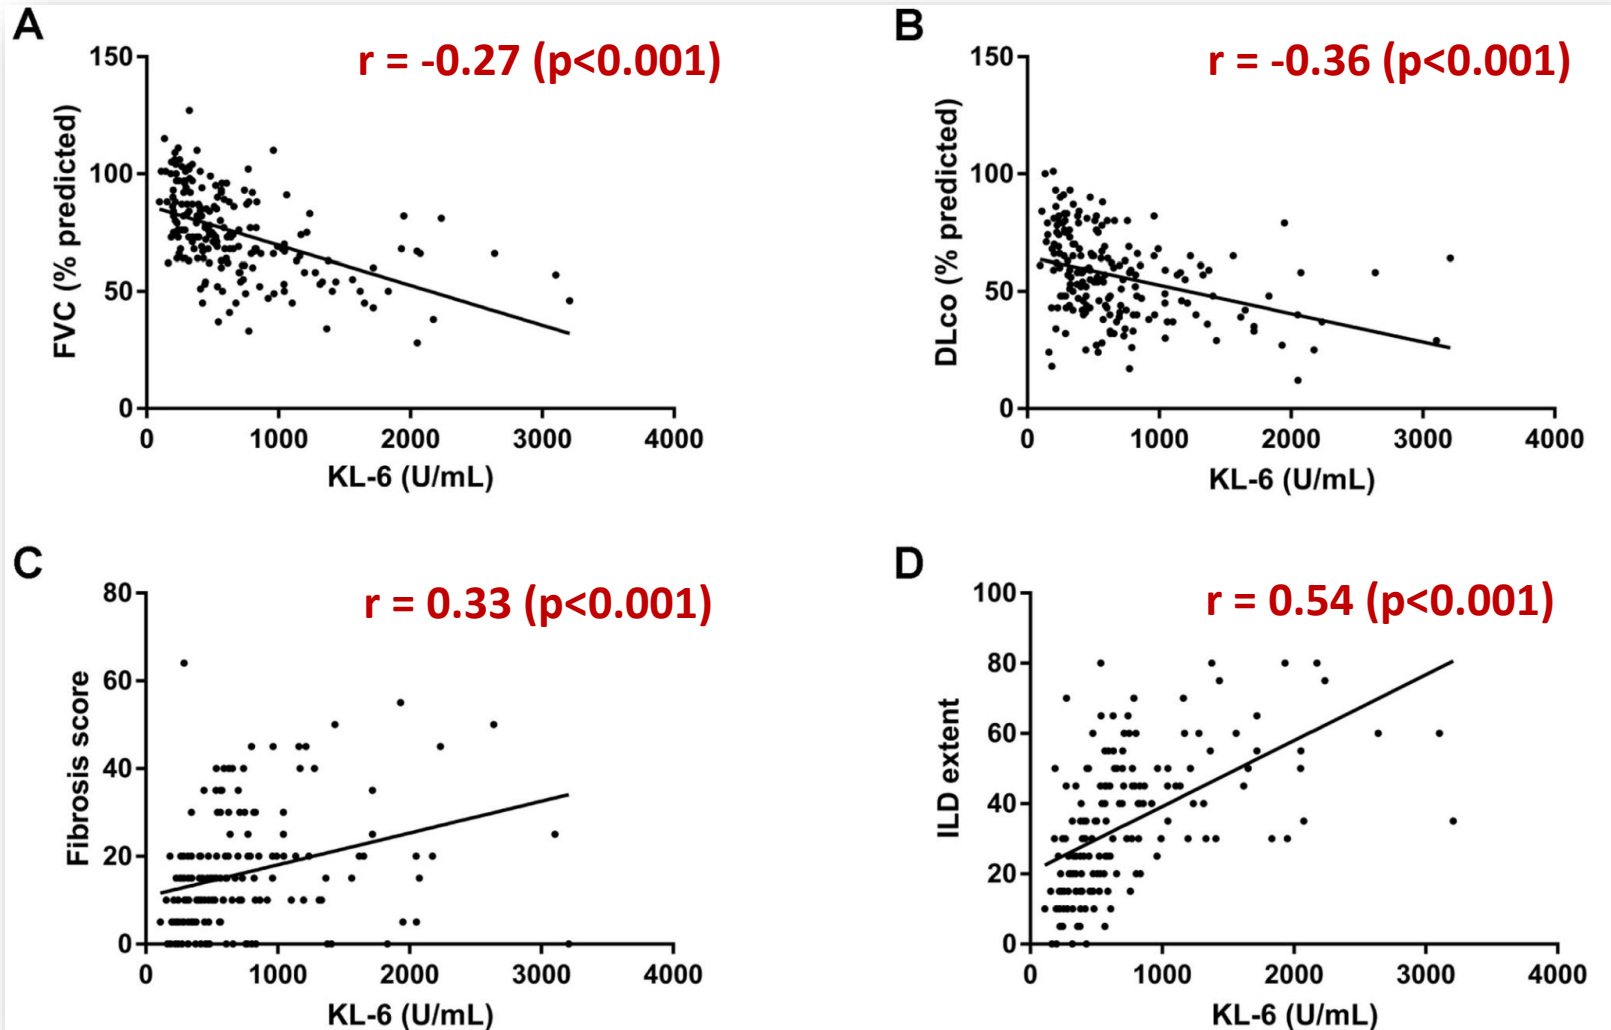 A
r = -0.27 (p<0.001)
150
100
50
0
FVC (% predicted)
0 1000 2000 3000 4000
KL-6 (U/mL)
B
r = -0.36 (p<0.001)
150
100
50
0
DLco (% predicted)
0 1000 2000 3000 4000
KL-6 (U/mL)
C
r = 0.33 (p<0.001)
80
60
40
20
0
Fibrosis score
0 1000 2000 3000 4000
KL-6 (U/mL)
D
r = 0.54 (p<0.001)
100
80
60
40
20
0
ILD extent
0 1000 2000 3000 4000
KL-6 (U/mL)